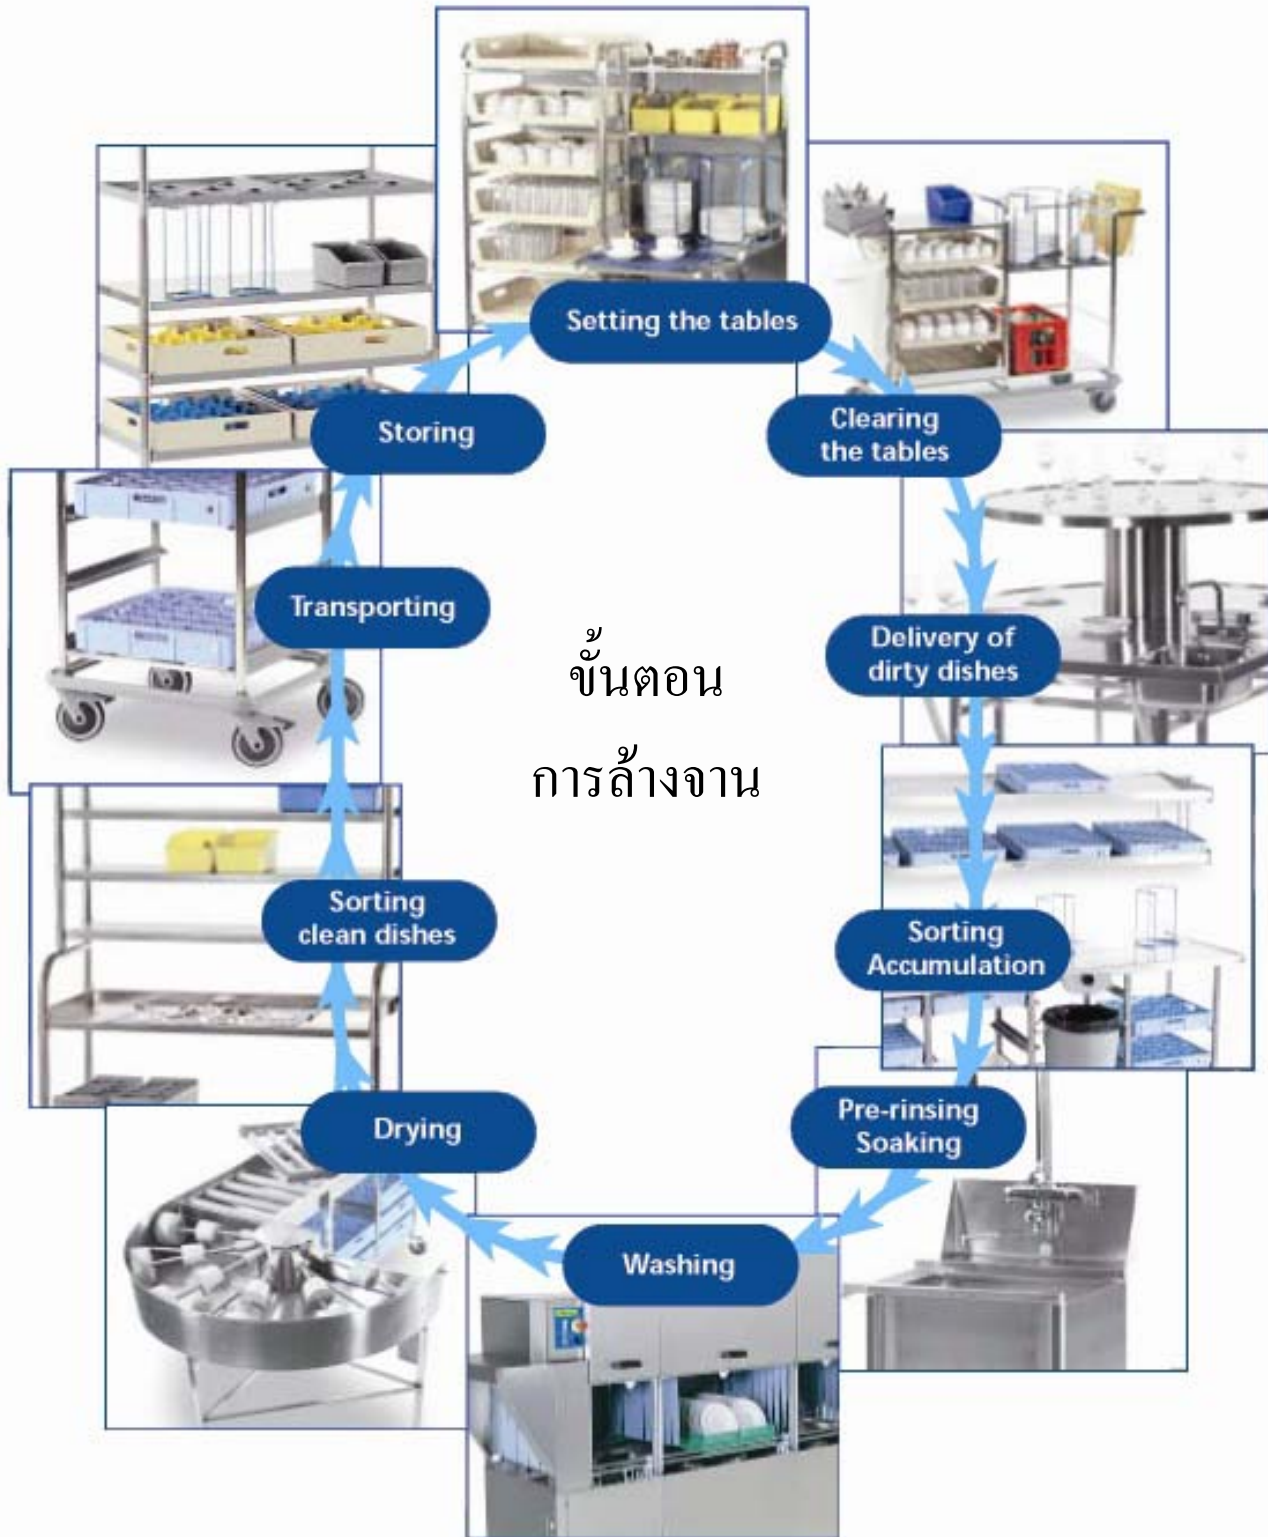 Setting the tables
Clearing
the tables
Delivery of
dirty dishes
Sorting
Accumulation
Pre-rinsing
Soaking
Washing
Drying
Sorting
clean dishes
Transporting
Storing
ขั้นตอน
การล้างจาน